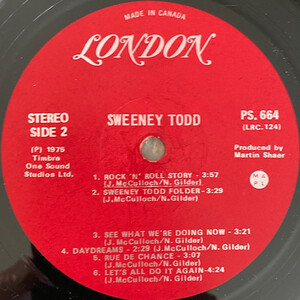 MADE IN CANADA
LONDON
SWEENEY TODD
STEREO
SIDE 2
PS. 664
(LRC. 124)
(P) 1975
Timbre
One Sound
Studios Ltd.
Produced by
Martin Shaer
M A
P L
1. ROCK 'N' ROLL STORY - 3:57
(J.McCulloch/N. Gilder)
2. SWEENEY TODD FOLDER - 3:29
(J.McCulloch/N. Gilder)
3. SEE WHAT WE'RE DOING NOW - 3:21
(J.McCulloch/N. Gilder)
4. DAYDREAMS - 2:29 (J.McCulloch/N. Gilder)
5. RUE DE CHANCE - 3:07
(J.McCulloch/N. Gilder)
6. LET'S ALL DO IT AGAIN-4:24
(J.McCulloch/N. Gilder)